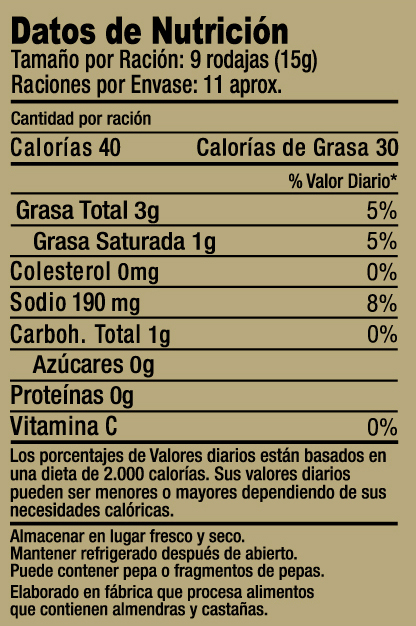 Datos de Nutrición
Tamaño por Ración: 9 rodajas (15g)
Raciones por Envase: 11 aprox.
Cantidad por ración
Calorías 40 Calorías de Grasa 30
% Valor Diario*
Grasa Total 3g 5%
Grasa Saturada 1g 5%
Colesterol 0mg 0%
Sodio 190 mg 8%
Carboh. Total 1g 0%
Azúcares 0g
Proteínas 0g
Vitamina C 0%
Los porcentajes de Valores diarios están basados en
una dieta de 2.000 calorías. Sus valores diarios
pueden ser menores o mayores dependiendo de sus
necesidades calóricas.
Almacenar en lugar fresco y seco.
Mantener refrigerado después de abierto.
Puede contener pepa o fragmentos de pepas.
Elaborado en fábrica que procesa alimentos
que contienen almendras y castañas.